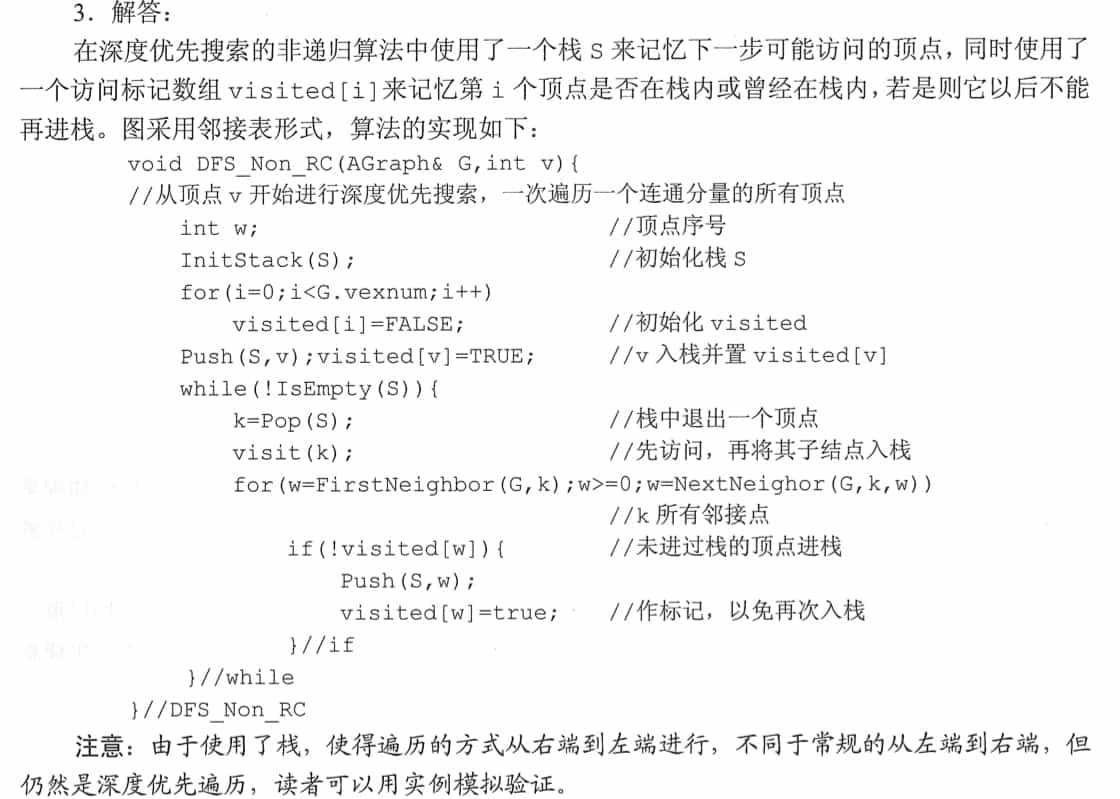 3．解答：
在深度优先搜索的非递归算法中使用了一个栈 S 来记忆下一步可能访问的顶点，同时使用了
一个访问标记数组 visited[i]来记忆第 i 个顶点是否在栈内或曾经在栈内，若是则它以后不能
再进栈。图采用邻接表形式，算法的实现如下：
void DFS_Non_RC(AGraph& G,int v){
//从顶点 v 开始进行深度优先搜索，一次遍历一个连通分量的所有顶点
int w; //顶点序号
InitStack(S); //初始化栈 S
for(i=0;i<G.vexnum;i++)
visited[i]=FALSE; //初始化 visited
Push(S,v);visited[v]=TRUE; //v 入栈并置 visited[v]
while(!IsEmpty(S)){
k=Pop(S); //栈中退出一个顶点
visit(k); //先访问，再将其子结点入栈
for(w=FirstNeighbor(G,k);w>=0;w=NextNeighor(G,k,w))
//k 所有邻接点
if(!visited[w]){ //未进过栈的顶点进栈
Push(S,w);
visited[w]=true; //作标记，以免再次入栈
}//if
}//while
}//DFS_Non_RC
注意：由于使用了栈，使得遍历的方式从右端到左端进行，不同于常规的从左端到右端，但
仍然是深度优先遍历，读者可以用实例模拟验证。